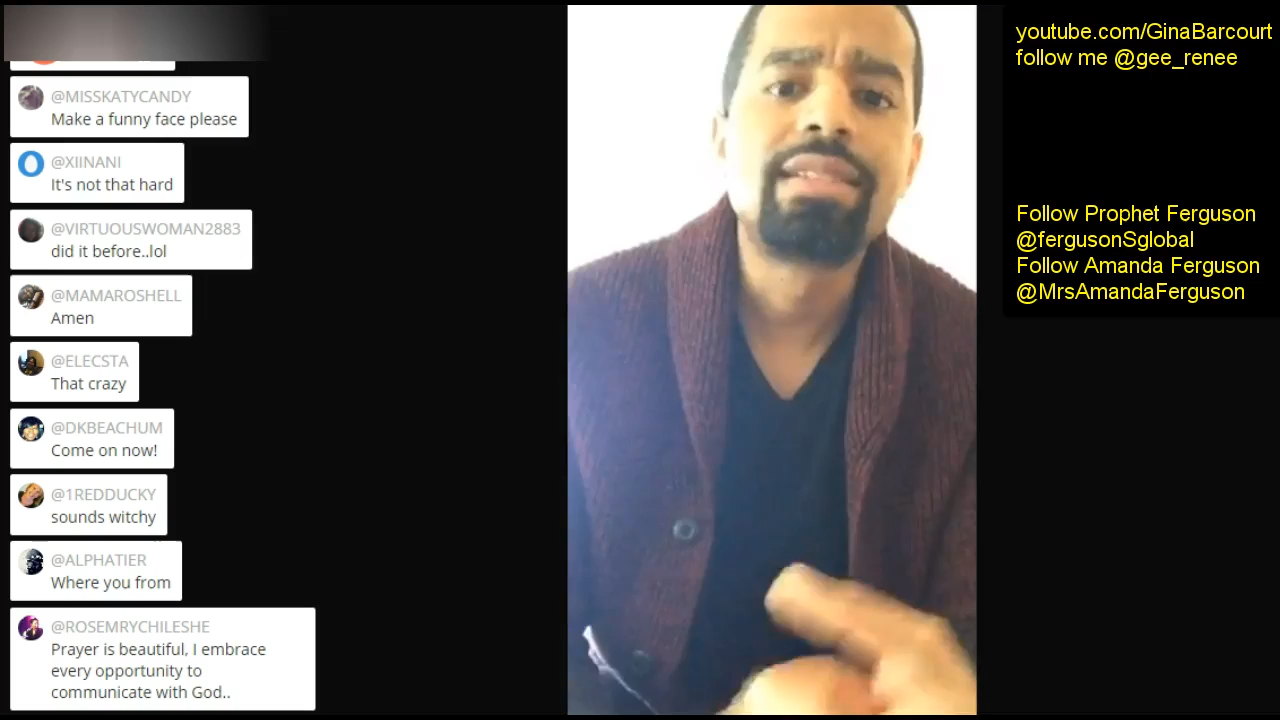 @MISSKATYCANDY
Make a funny face please
@XIINANI
It's not that hard
@VIRTUOUSWOMAN2883
did it before..lol
@MAMAROSHELL
Amen
@ELECSTA
That crazy
@DKBEACHUM
Come on now!
@1REDDUCKY
sounds witchy
@ALPHATIER
Where you from
@ROSEMRYCHILESHE
Prayer is beautiful, I embrace
every opportunity to
communicate with God..
youtube.com/GinaBarcourt
follow me @gee_renee
Follow Prophet Ferguson
@fergusonSglobal
Follow Amanda Ferguson
@MrsAmandaFerguson